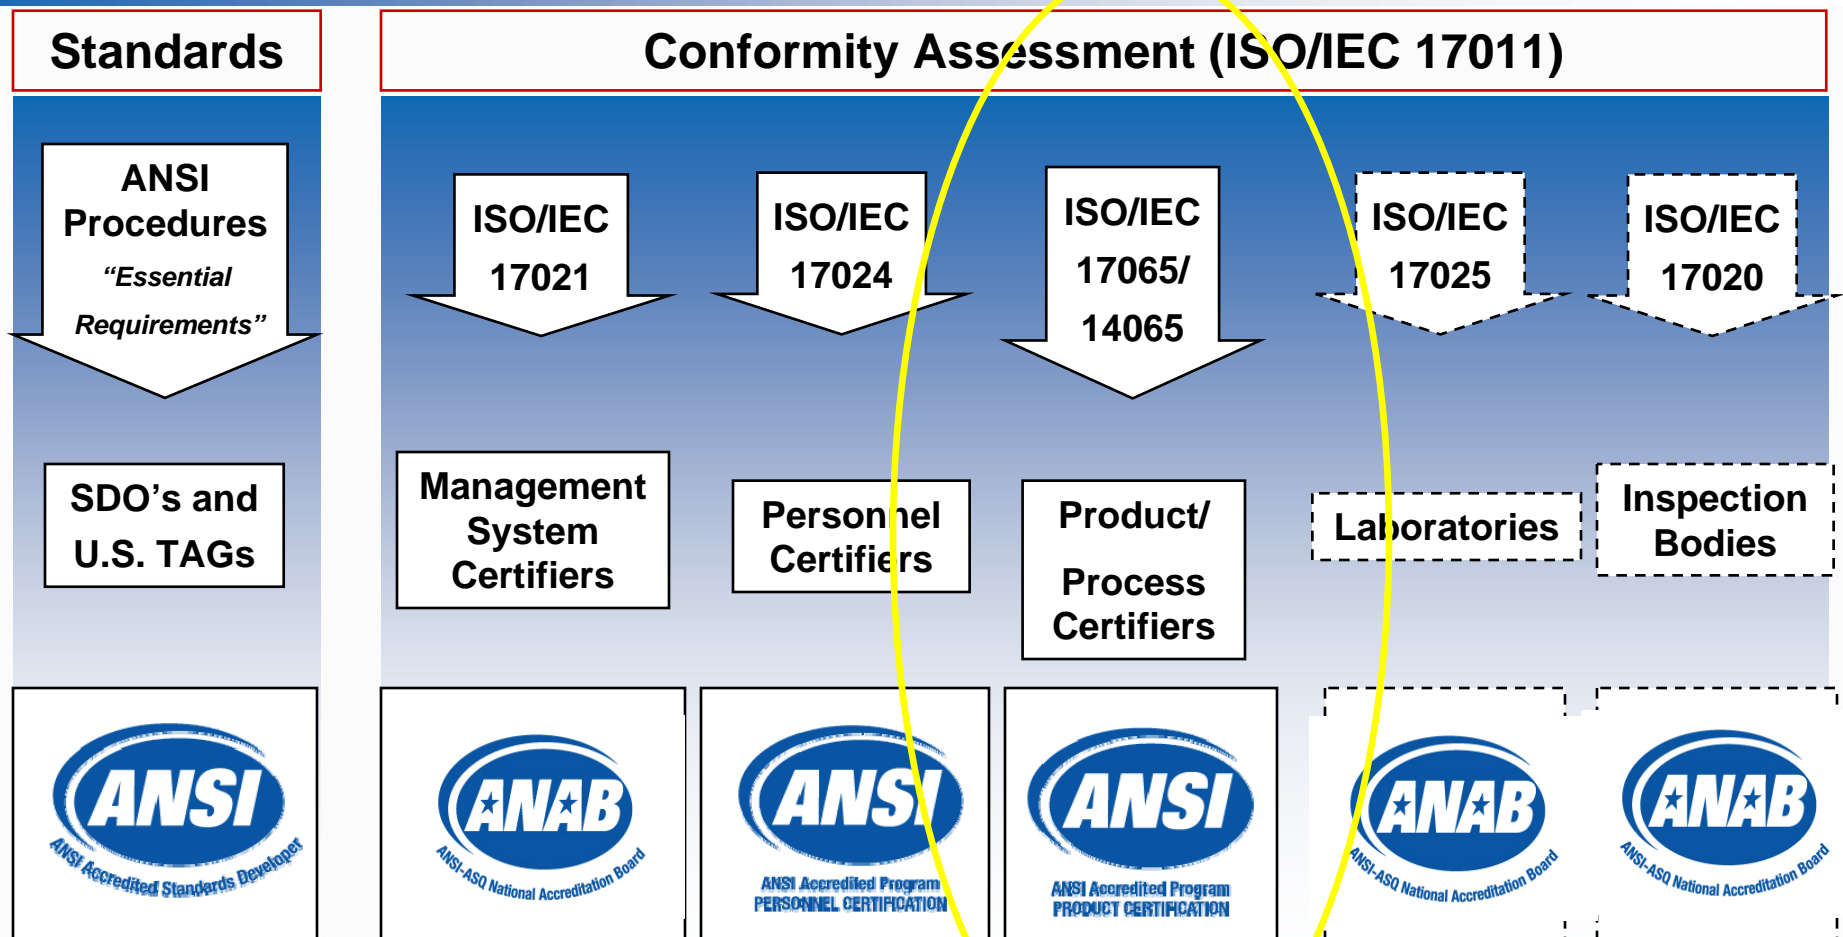 Standards
Conformity Assessment (ISO/IEC 17011)
ANSI
Procedures
“Essential
Requirements”
ISO/IEC
17021
ISO/IEC
17024
ISO/IEC
17065/
14065
ISO/IEC
17025
ISO/IEC
17020
SDO’s and
U.S. TAGs
Management
System
Certifiers
Personnel
Certifiers
Product/
Process
Certifiers
Laboratories
Inspection
Bodies
ANSI
ANSI Accredited Standards Developer
ANAB
ANSI-ASQ National Accreditation Board
ANSI
ANSI Accredited Program
PERSONNEL CERTIFICATION
ANSI
ANSI Accredited Program
PRODUCT CERTIFICATION
ANAB
ANSI-ASQ National Accreditation Board
ANAB
ANSI-ASQ National Accreditation Board